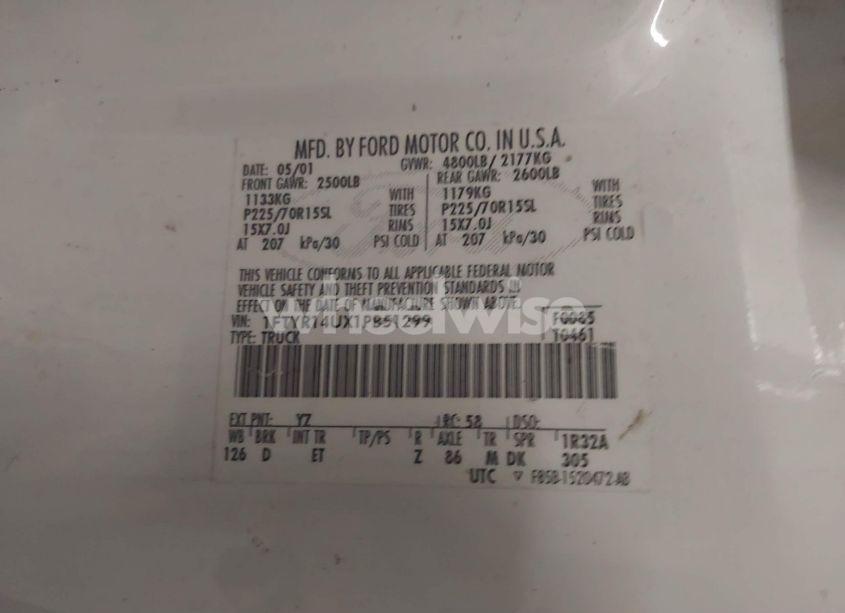 MFD. BY FORD MOTOR CO. IN U.S.A.
DATE: 05/01 GVWR: 4800LB/ 2177KG
FRONT GAWR: 2500LB REAR GAWR: 2600LB
1133KG WITH 1179KG WITH
P225/70R15SL TIRES P225/70R15SL TIRES
15X7.0J RIMS 15X7.0J RIMS
AT 207 kPa/30 PSI COLD AT 207 kPa/30 PSI COLD
THIS VEHICLE CONFORMS TO ALL APPLICABLE FEDERAL MOTOR
VEHICLE SAFETY AND THEFT PREVENTION STANDARDS IN
EFFECT ON THE DATE OF MANUFACTURE SHOWN ABOVE.
VIN: 1FTYR14UX1PB51299 F0085
TYPE: TRUCK T0461
EXT PNT: YZ RC: 58 DSO:
WB BRK INT TR TP/PS R AXLE TR SPR 1R32A
126 D ET Z 86 M DK 305
UTC ▽ F85B-1520472-AB